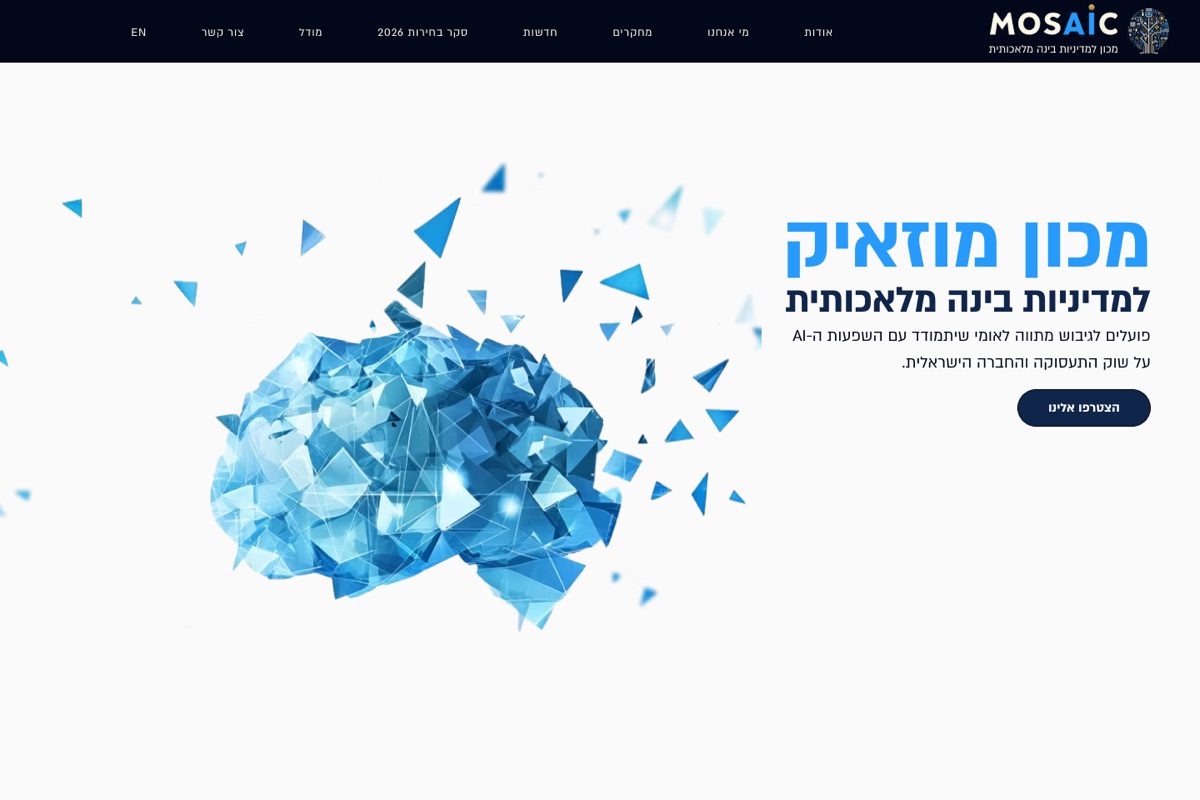 MOSAiC
מכון למדיניות בינה מלאכותית
אודות
מי אנחנו
מחקרים
חדשות
סקר בחירות 2026
מודל
צור קשר
EN
מכון מוזאיק
למדיניות בינה מלאכותית
פועלים לגיבוש מתווה לאומי שיתמודד עם השפעות ה-AI
על שוק התעסוקה והחברה הישראלית.
הצטרפו אלינו